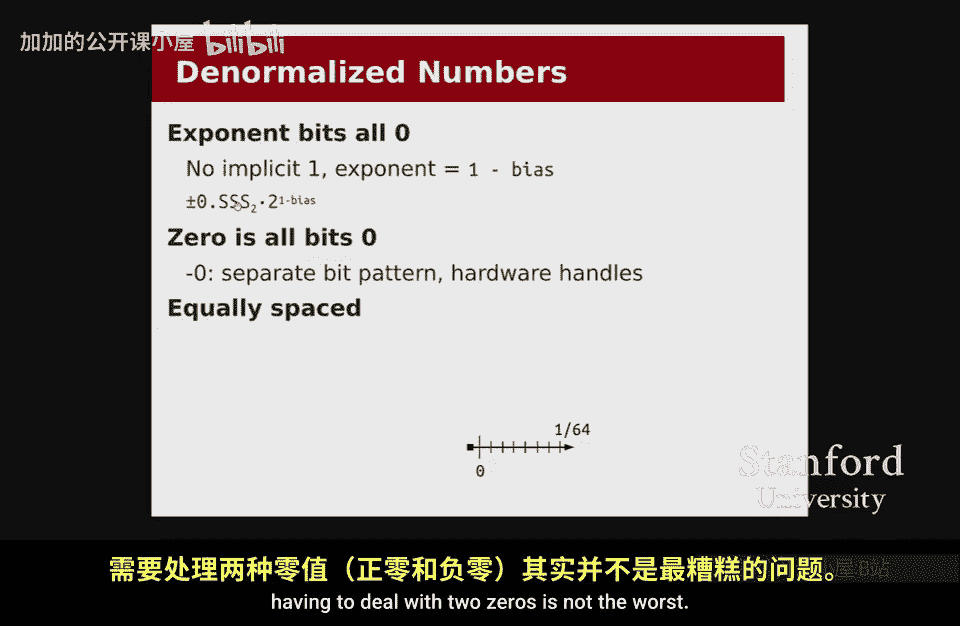 加加的公开课小屋 bilibili
Denormalized Numbers
Exponent bits all 0
No implicit 1, exponent = 1 - bias
±0.SSS₂·2¹⁻ᵇⁱᵃˢ
Zero is all bits 0
-0: separate bit pattern, hardware handles
Equally spaced
1/64
0
Stanford
University
需要处理两种零值（正零和负零）其实并不是最糟糕的问题。
having to deal with two zeros is not the worst.